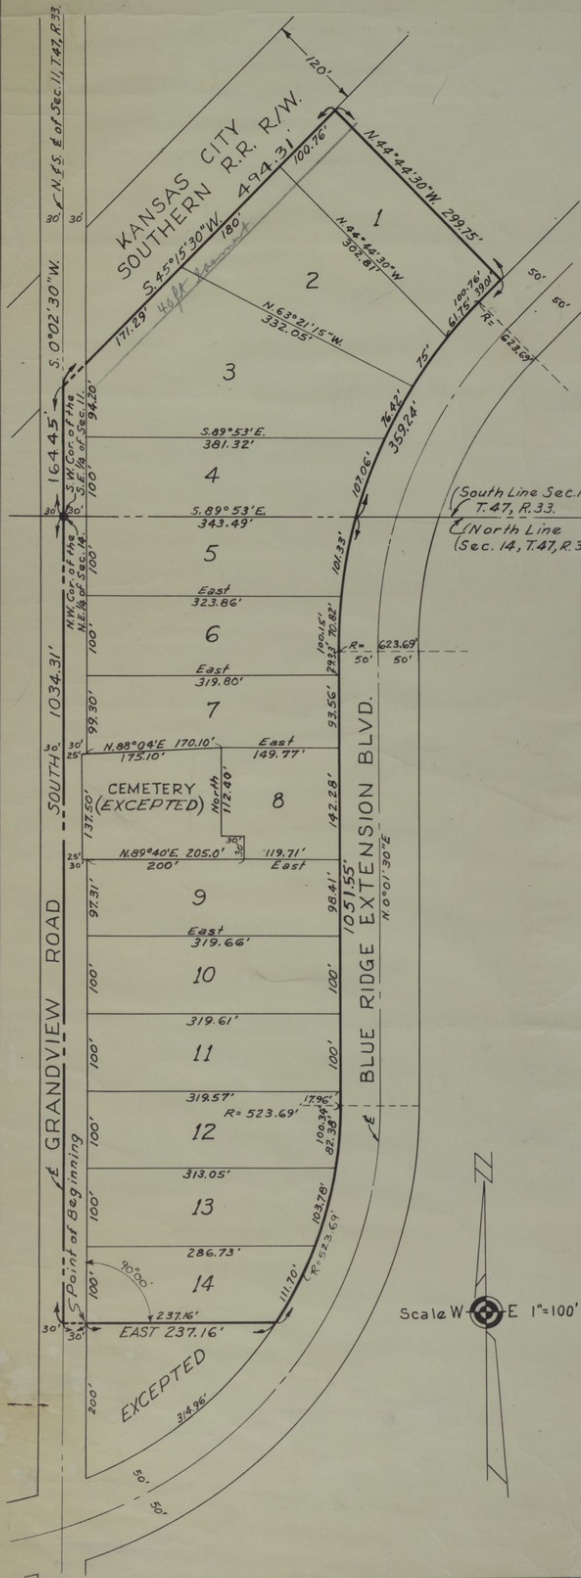 N.&S. ₵ of Sec. 11, T.47, R.33.
S. 0°02'30"W.
30' 30'
120'
KANSAS CITY
SOUTHERN R.R. R/W.
494.31'
S.45°15'30"W.
171.29'
180'
100.76'
N.44°44'30"W. 299.75'
1
N.44°44'30"W
302.81'
2
N.63°21'15"W.
332.05'
3
100.76'
61.75' 39.01'
R=
623.69'
50'
50'
75'
76.42'
359.24'
94.20'
164.45'
S.W. Cor. of the
S.E. 1/4 of Sec. 11.
S.89°53'E.
381.32'
4
100'
107.06'
30' 30'
S.89°53'E.
343.49'
(South Line Sec. 1
T.47, R.33.
(North Line
(Sec. 14, T.47, R.3
N.W. Cor. of the
N.E. 1/4 of Sec. 14.
100'
5
101.33'
East
323.86'
100'
6
100.15'
29.33' 70.82'
R= 623.69'
50' 50'
East
319.80'
SOUTH 1034.31'
99.30'
7
93.56'
30' 30'
25'
N.88°04'E 170.10'
175.10'
East
149.77'
CEMETERY
(EXCEPTED)
137.50'
North
112.40'
8
142.28'
30'
30'
25'
30'
N.89°40'E. 205.0'
200'
119.71'
East
97.31'
9
98.41'
1051.55'
BLUE RIDGE EXTENSION BLVD.
N.0°01'30"E
East
319.66'
100'
10
100'
319.61'
100'
11
100'
319.57'
17.96'
R= 523.69'
100.34'
82.38'
₵
₵ GRANDVIEW ROAD
100'
12
313.05'
100'
13
103.78'
286.73'
R=523.69'
Point of Beginning
100'
90°00'
14
111.70'
237.16'
30' 30'
EAST 237.16'
EXCEPTED
200'
314.96'
50'
50'
N
Scale W E 1"=100'